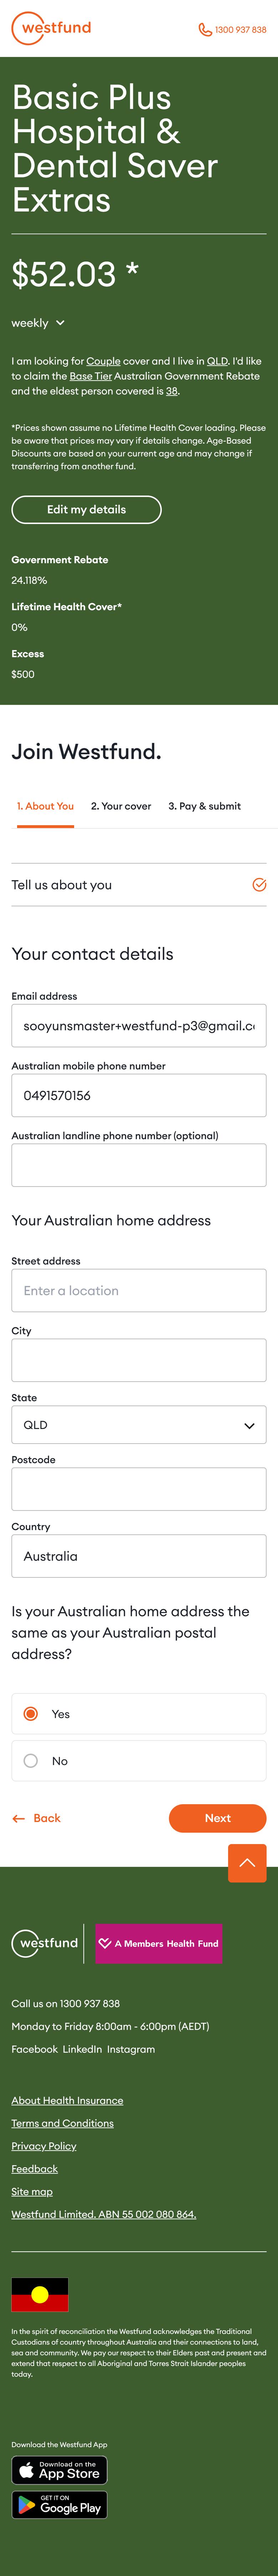 westfund
1300 937 838
Basic Plus
Hospital &
Dental Saver
Extras
$52.03 *
weekly
I am looking for Couple cover and I live in QLD. I'd like
to claim the Base Tier Australian Government Rebate
and the eldest person covered is 38.
*Prices shown assume no Lifetime Health Cover loading. Please
be aware that prices may vary if details change. Age-Based
Discounts are based on your current age and may change if
transferring from another fund.
Edit my details
Government Rebate
24.118%
Lifetime Health Cover*
0%
Excess
$500
Join Westfund.
1. About You 2. Your cover 3. Pay & submit
Tell us about you
Your contact details
Email address
sooyunsmaster+westfund-p3@gmail.c
Australian mobile phone number
0491570156
Australian landline phone number (optional)
Your Australian home address
Street address
Enter a location
City
State
QLD
Postcode
Country
Australia
Is your Australian home address the
same as your Australian postal
address?
Yes
No
Back
Next
westfund
A Members Health Fund
Call us on 1300 937 838
Monday to Friday 8:00am - 6:00pm (AEDT)
Facebook LinkedIn Instagram
About Health Insurance
Terms and Conditions
Privacy Policy
Feedback
Site map
Westfund Limited. ABN 55 002 080 864.
In the spirit of reconciliation the Westfund acknowledges the Traditional
Custodians of country throughout Australia and their connections to land,
sea and community. We pay our respect to their Elders past and present and
extend that respect to all Aboriginal and Torres Strait Islander peoples
today.
Download the Westfund App
Download on the
App Store
GET IT ON
Google Play